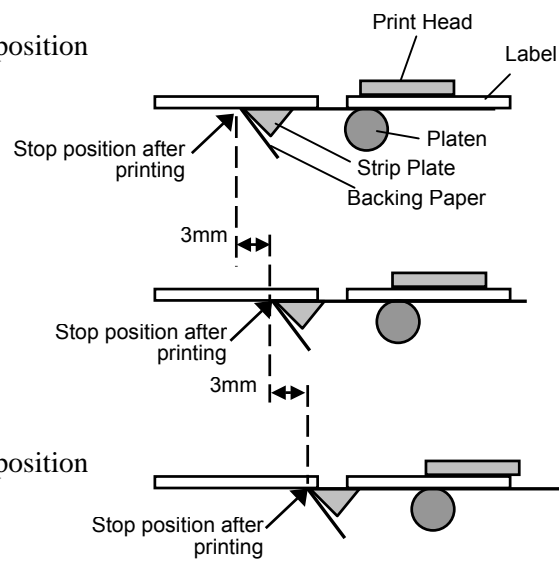 position
Print Head
Label
Platen
Stop position after
printing
Strip Plate
Backing Paper
3mm
Stop position after
printing
3mm
position
Stop position after
printing